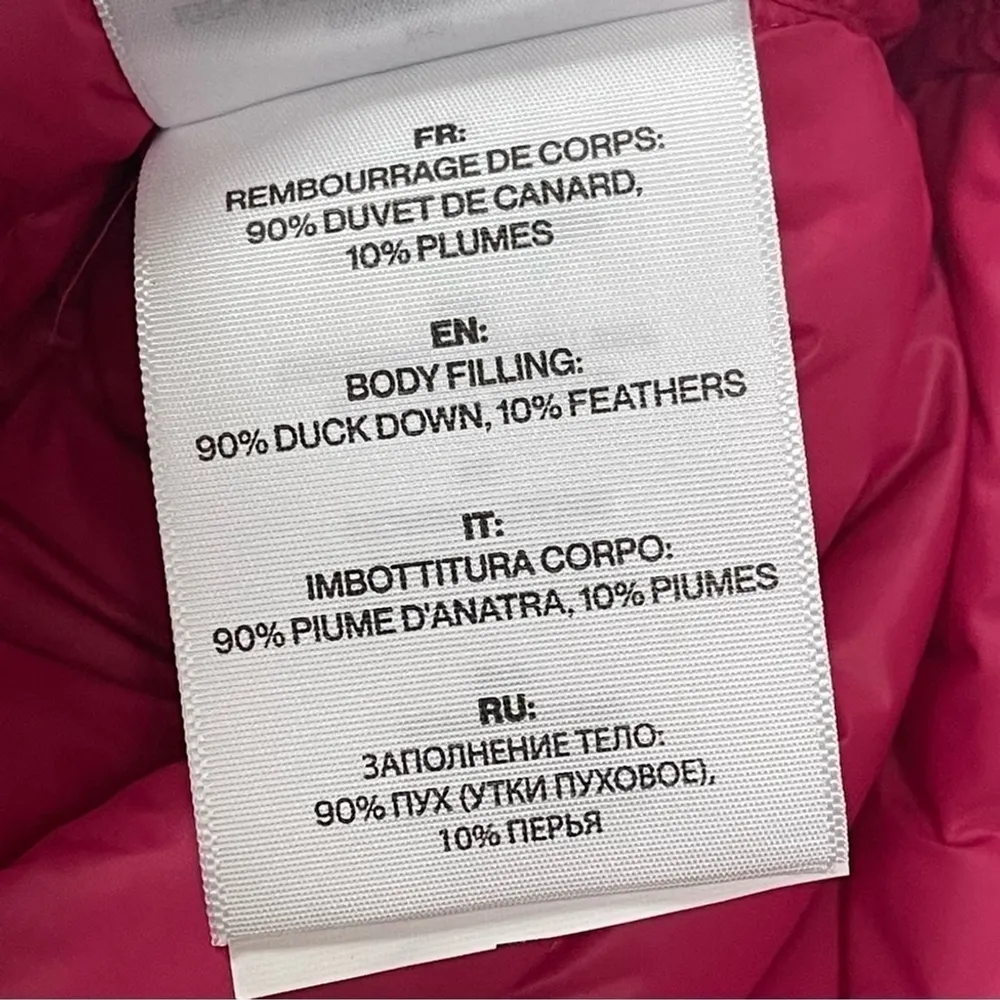 FR:
REMBOURRAGE DE CORPS:
90% DUVET DE CANARD,
10% PLUMES
EN:
BODY FILLING:
90% DUCK DOWN, 10% FEATHERS
IT:
IMBOTTITURA CORPO:
90% PIUME D'ANATRA, 10% PIUMES
RU:
ЗАПОЛНЕНИЕ ТЕЛО:
90% ПУХ (УТКИ ПУХОВОЕ),
10% ПЕРЬЯ